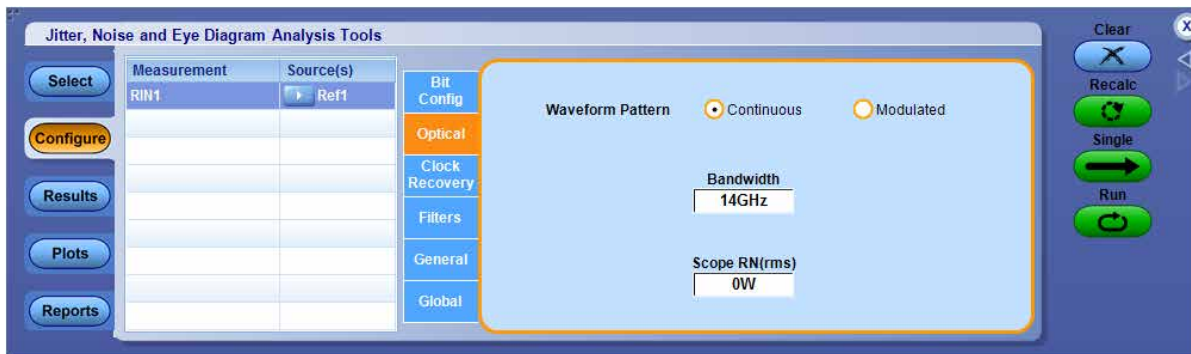 Jitter, Noise and Eye Diagram Analysis Tools
Select
Configure
Results
Plots
Reports
Measurement Source(s)
RIN1 Ref1
Bit
Config
Optical
Clock
Recovery
Filters
General
Global
Waveform Pattern Continuous Modulated
Bandwidth
14GHz
Scope RN(rms)
0W
Clear
X
Recalc
Single
Run